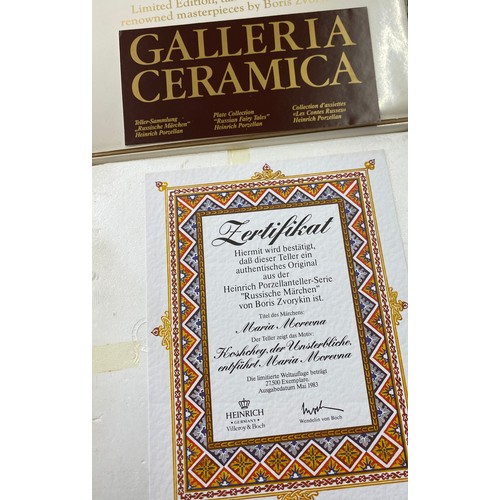 Limited Edition,
renowned masterpieces by Boris
GALLERIA
CERAMICA
Teller-Sammlung
„Russische Märchen"
Heinrich Porzellan
Plate Collection
"Russian Fairy Tales"
Heinrich Porzellan
Collection d'assiettes
«Les Contes Russes»
Heinrich Porzellan
Zertifikat
Hiermit wird bestätigt,
daß dieser Teller ein
authentisches Original
aus der
Heinrich Porzellanteller-Serie
"Russische Märchen"
von Boris Zvorykin ist.
Titel des Märchens:
Maria Morevna
Der Teller zeigt das Motiv:
Koshchey, der Unsterbliche,
entführt Maria Morevna
Die limitierte Weltauflage beträgt
27.500 Exemplare.
Ausgabedatum Mai 1983
HEINRICH
GERMANY
Villeroy & Boch
Wendelin von Boch